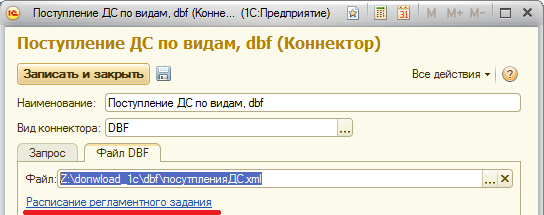 Поступление ДС по видам, dbf (Конне... (1С:Предприятие) M M+ M-
Поступление ДС по видам, dbf (Коннектор)
Записать и закрыть Все действия
Наименование: Поступление ДС по видам, dbf
Вид коннектора: DBF ...
Запрос Файл DBF
Файл: Z:\donwload_1c\dbf\посутпленияДС.xml ...
Расписание регламентного задания